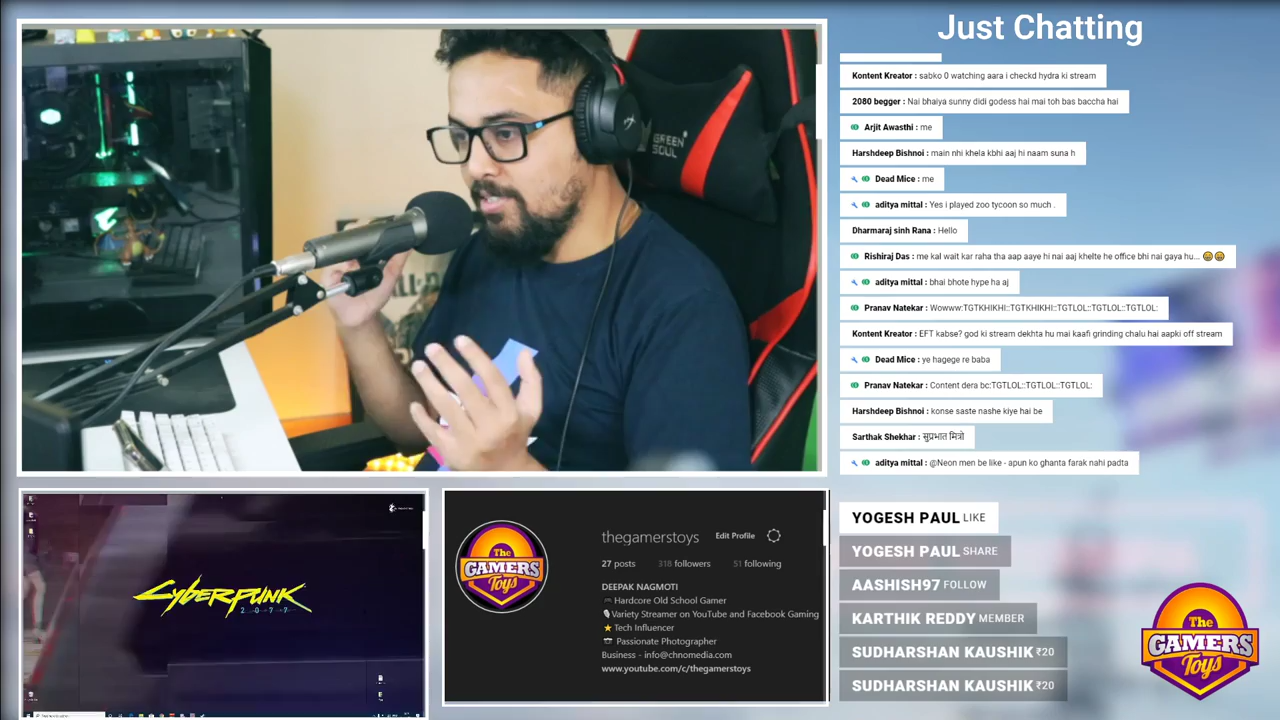 Just Chatting
Kontent Kreator : sabko 0 watching aara i checkd hydra ki stream
2080 begger : Nai bhaiya sunny didi godess hai mai toh bas baccha hai
Arjit Awasthi : me
Harshdeep Bishnoi : main nhi khela kbhi aaj hi naam suna h
Dead Mice : me
aditya mittal : Yes i played zoo tycoon so much .
Dharmaraj sinh Rana : Hello
Rishiraj Das : me kal wait kar raha tha aap aaye hi nai aaj khelte he office bhi nai gaya hu... 😄😄
aditya mittal : bhai bhote hype ha aj
Pranav Natekar : Wowww:TGTKHIKHI::TGTKHIKHI::TGTLOL::TGTLOL::TGTLOL:
Kontent Kreator : EFT kabse? god ki stream dekhta hu mai kaafi grinding chalu hai aapki off stream
Dead Mice : ye hagege re baba
Pranav Natekar : Content dera bc:TGTLOL::TGTLOL::TGTLOL:
Harshdeep Bishnoi : konse saste nashe kiye hai be
Sarthak Shekhar : सुप्रभात मित्रो
aditya mittal : @Neon men be like - apun ko ghanta farak nahi padta
GREEN
SOUL
CYBERPUNK
2077
The
GAMERS
Toys
thegamerstoys Edit Profile
27 posts 318 followers 51 following
DEEPAK NAGMOTI
Hardcore Old School Gamer
Variety Streamer on YouTube and Facebook Gaming
Tech Influencer
Passionate Photographer
Business - info@chnomedia.com
www.youtube.com/c/thegamerstoys
YOGESH PAUL LIKE
YOGESH PAUL SHARE
AASHISH97 FOLLOW
KARTHIK REDDY MEMBER
SUDHARSHAN KAUSHIK ₹20
SUDHARSHAN KAUSHIK ₹20
The
GAMERS
Toys